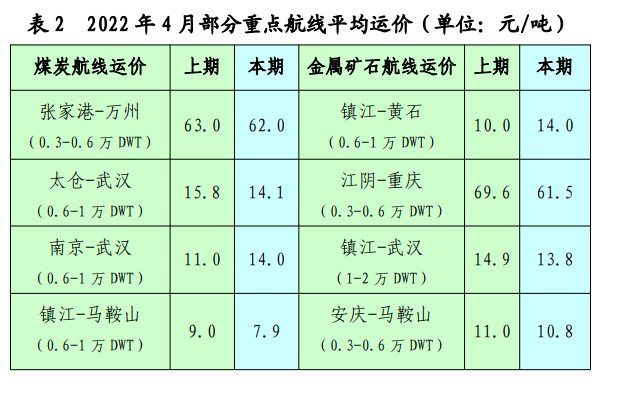 表 2 2022 年 4 月部分重点航线平均运价（单位：元/吨）
煤炭航线运价 上期 本期 金属矿石航线运价 上期 本期
张家港-万州 镇江-黄石
63.0 62.0 10.0 14.0
（0.3-0.6 万 DWT） （0.6-1 万 DWT）
太仓-武汉 江阴-重庆
15.8 14.1 69.6 61.5
（0.6-1 万 DWT） （0.3-0.6 万 DWT）
南京-武汉 镇江-武汉
11.0 14.0 14.9 13.8
（0.6-1 万 DWT） （1-2 万 DWT）
镇江-马鞍山 安庆-马鞍山
9.0 7.9 11.0 10.8
（0.6-1 万 DWT） （0.3-0.6 万 DWT）